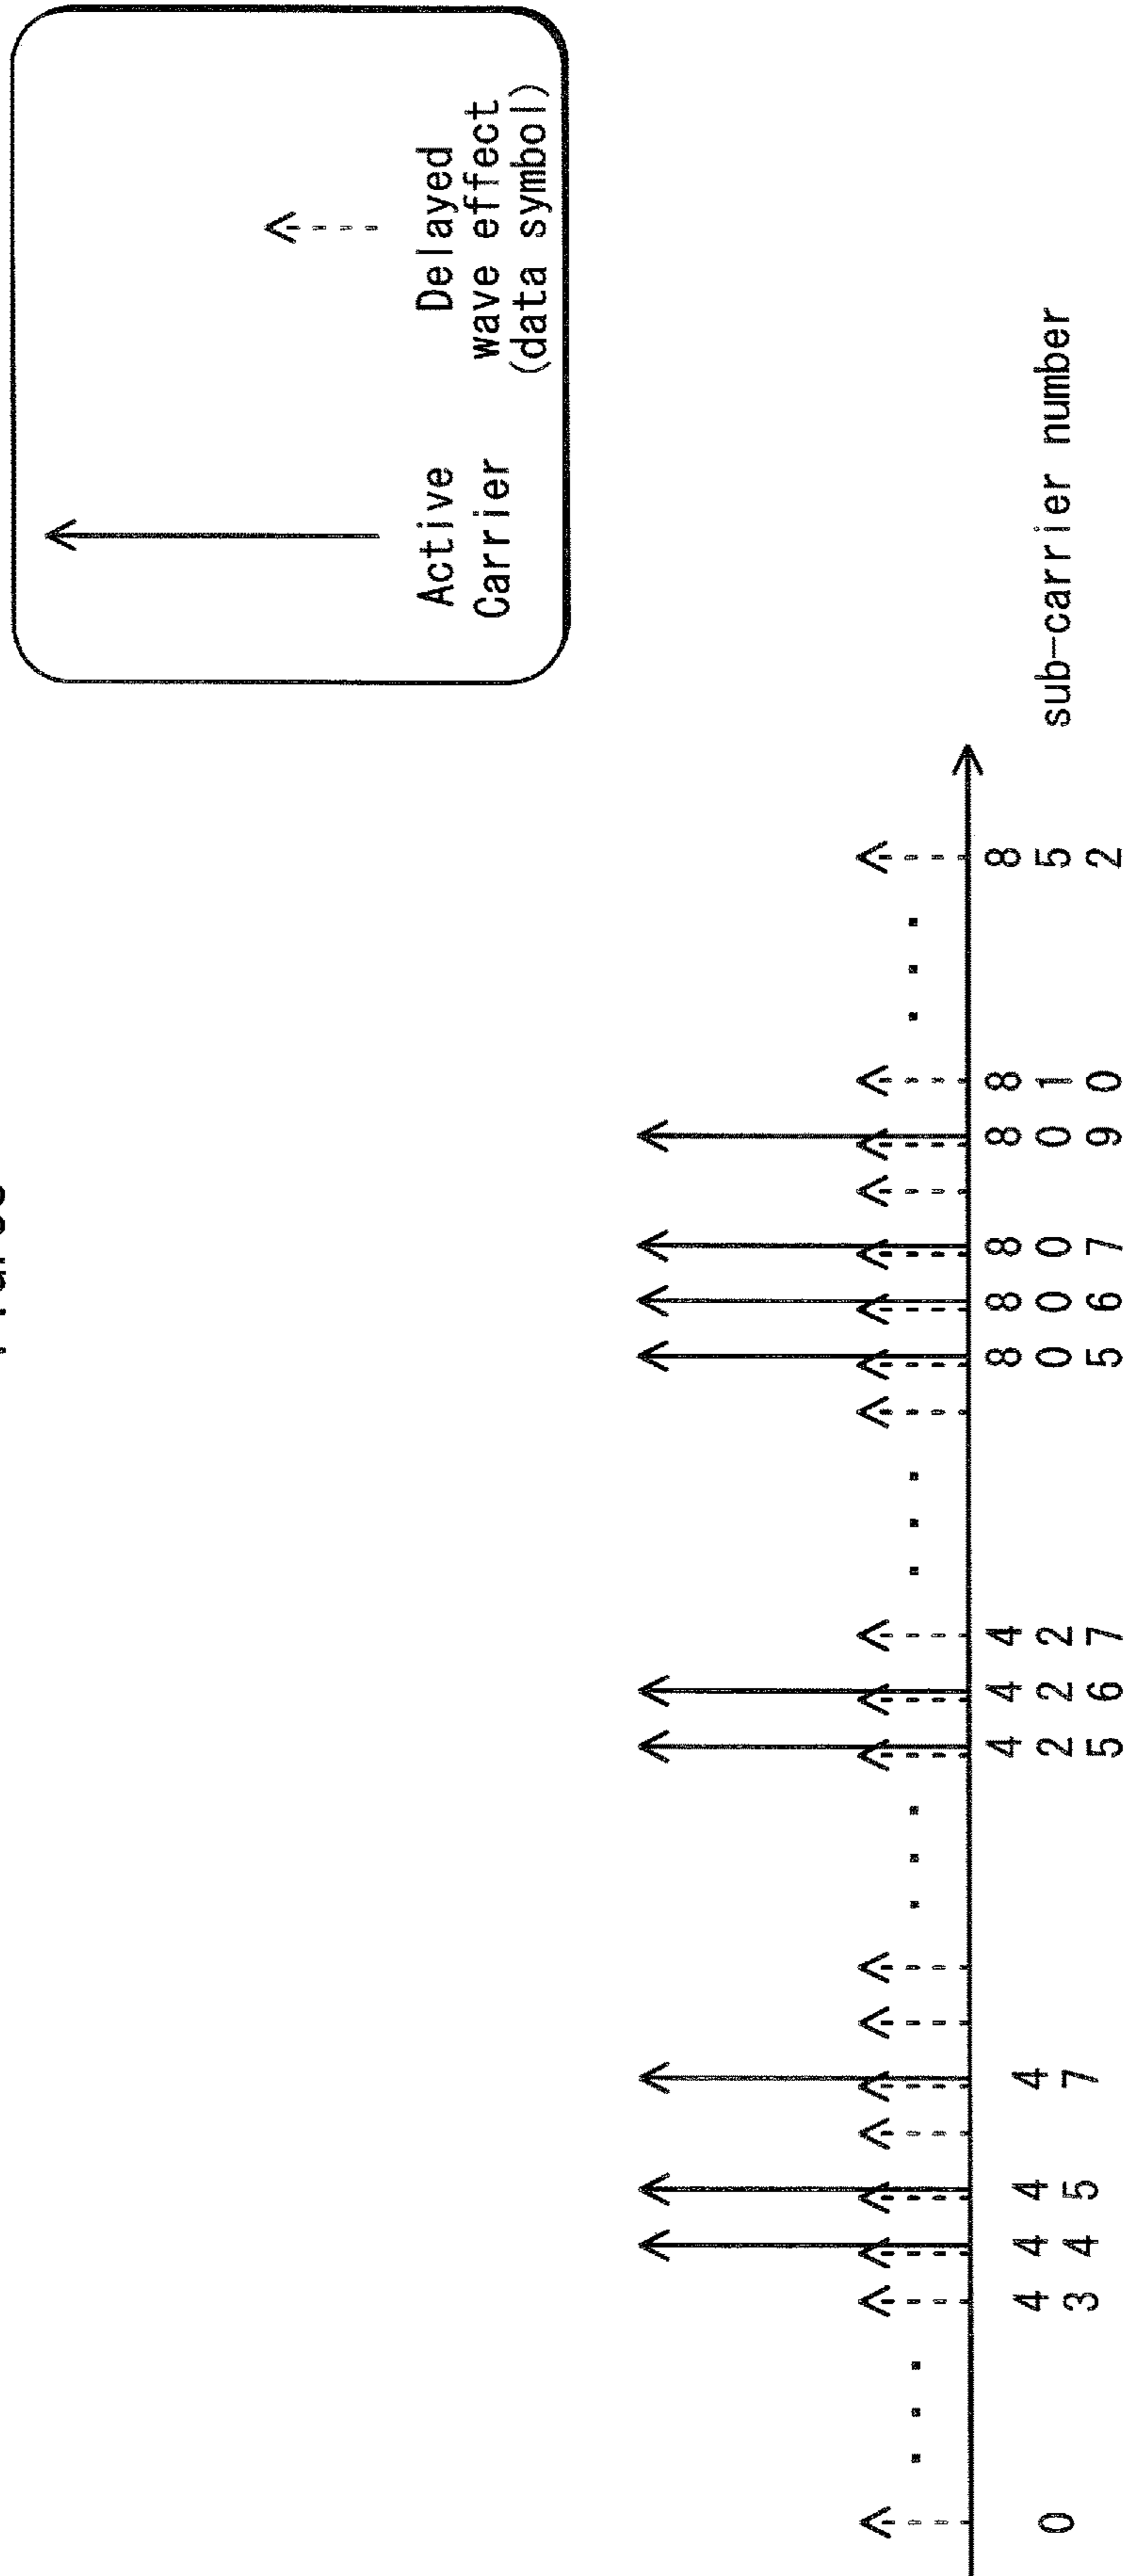 Active
Carrier
Delayed
wave effect
(data symbol)
0
43
44
45
47
425
426
427
805
806
807
809
810
852
sub-carrier number